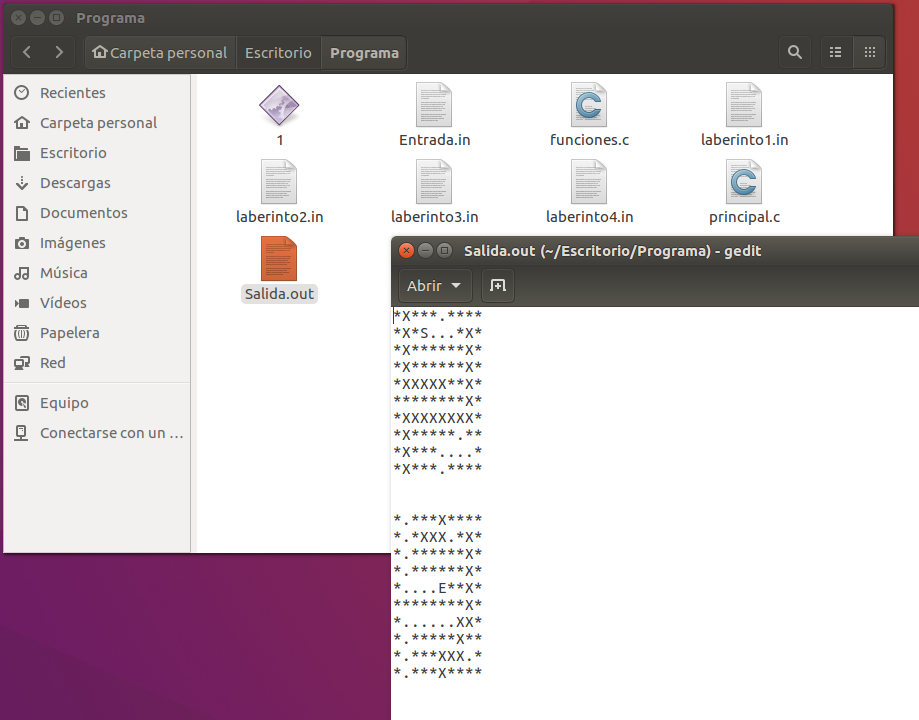 Programa
Carpeta personal Escritorio Programa
Recientes
Carpeta personal
Escritorio
Descargas
Documentos
Imágenes
Música
Vídeos
Papelera
Red
Equipo
Conectarse con un …
1 Entrada.in funciones.c laberinto1.in
laberinto2.in laberinto3.in laberinto4.in principal.c
Salida.out
Salida.out (~/Escritorio/Programa) - gedit
Abrir
*X***.****
*X*S...*X*
*X******X*
*X******X*
*XXXXX**X*
********X*
*XXXXXXXX*
*X*****.**
*X***....*
*X***.****
*.***X****
*.*XXX.*X*
*.******X*
*.******X*
*....E**X*
********X*
*......XX*
*.*****X**
*.***XXX.*
*.***X****